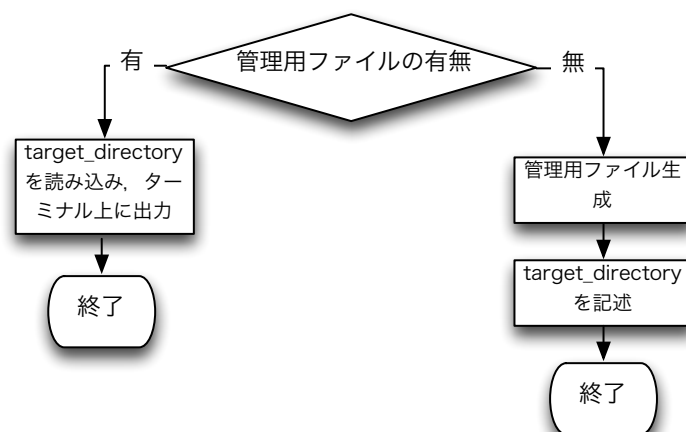 管理用ファイルの有無
有
無
target_directory
を読み込み，ター
ミナル上に出力
終了
管理用ファイル生
成
target_directory
を記述
終了